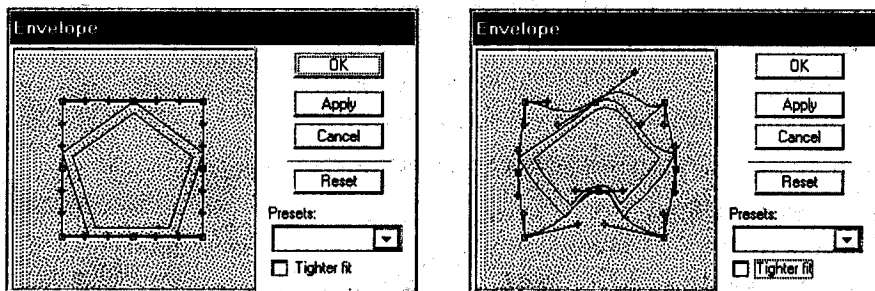 Envelope
OK
Apply
Cancel
Reset
Presets:
Tighter fit
Envelope
OK
Apply
Cancel
Reset
Presets:
Tighter fit